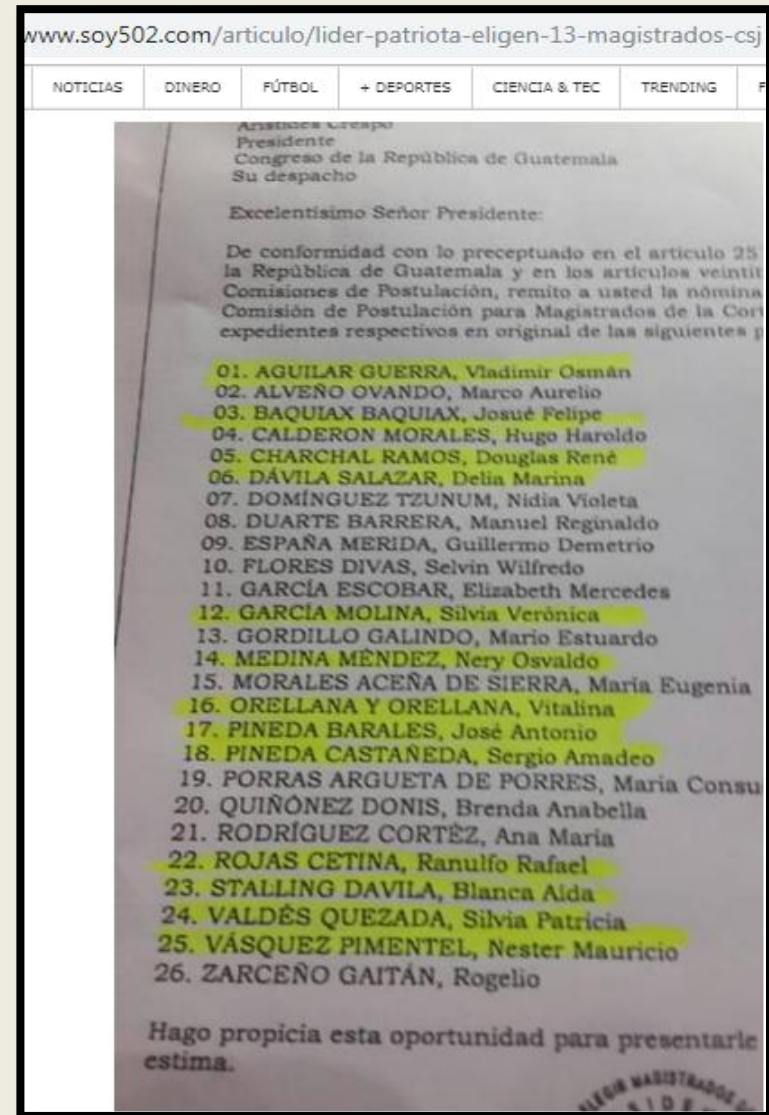 www.soy502.com/articulo/lider-patriota-eligen-13-magistrados-csj
NOTICIAS DINERO FÚTBOL + DEPORTES CIENCIA & TEC TRENDING F
Arístides Crespo
Presidente
Congreso de la República de Guatemala
Su despacho
Excelentísimo Señor Presidente:
De conformidad con lo preceptuado en el artículo 25
la República de Guatemala y en los artículos veintit
Comisiones de Postulación, remito a usted la nómina
Comisión de Postulación para Magistrados de la Cort
expedientes respectivos en original de las siguientes p
01. AGUILAR GUERRA, Vladimir Osmán
02. ALVEÑO OVANDO, Marco Aurelio
03. BAQUIAX BAQUIAX, Josué Felipe
04. CALDERON MORALES, Hugo Haroldo
05. CHARCHAL RAMOS, Douglas René
06. DÁVILA SALAZAR, Delia Marina
07. DOMÍNGUEZ TZUNUM, Nidia Violeta
08. DUARTE BARRERA, Manuel Reginaldo
09. ESPAÑA MERIDA, Guillermo Demetrio
10. FLORES DIVAS, Selvin Wilfredo
11. GARCÍA ESCOBAR, Elizabeth Mercedes
12. GARCÍA MOLINA, Silvia Verónica
13. GORDILLO GALINDO, Mario Estuardo
14. MEDINA MÉNDEZ, Nery Osvaldo
15. MORALES ACEÑA DE SIERRA, María Eugenia
16. ORELLANA Y ORELLANA, Vitalina
17. PINEDA BARALES, José Antonio
18. PINEDA CASTAÑEDA, Sergio Amadeo
19. PORRAS ARGUETA DE PORRES, María Consu
20. QUIÑÓNEZ DONIS, Brenda Anabella
21. RODRÍGUEZ CORTÉZ, Ana María
22. ROJAS CETINA, Ranulfo Rafael
23. STALLING DAVILA, Blanca Aida
24. VALDÉS QUEZADA, Silvia Patricia
25. VÁSQUEZ PIMENTEL, Nester Mauricio
26. ZARCEÑO GAITÁN, Rogelio
Hago propicia esta oportunidad para presentarle
estima.